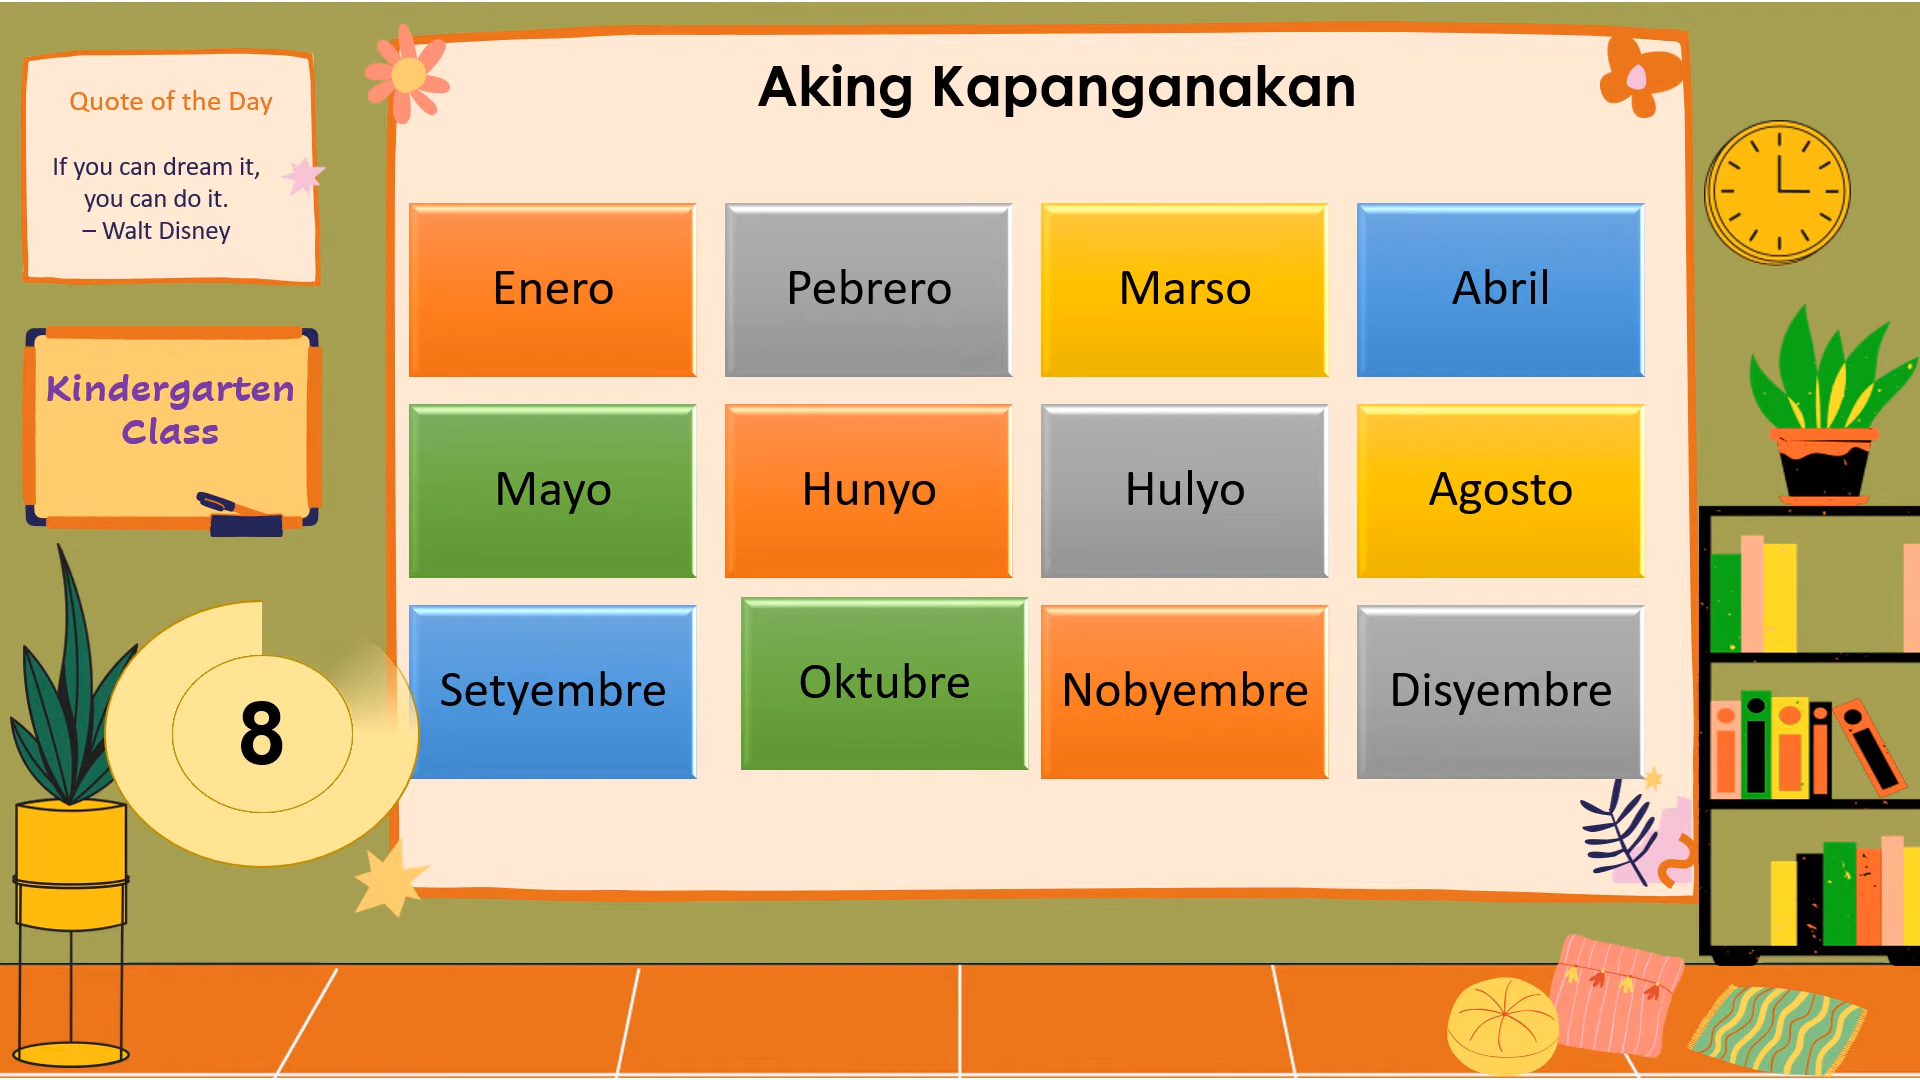 Quote of the Day
If you can dream it,
you can do it.
– Walt Disney
Kindergarten
Class
8
Aking Kapanganakan
Enero
Pebrero
Marso
Abril
Mayo
Hunyo
Hulyo
Agosto
Setyembre
Oktubre
Nobyembre
Disyembre